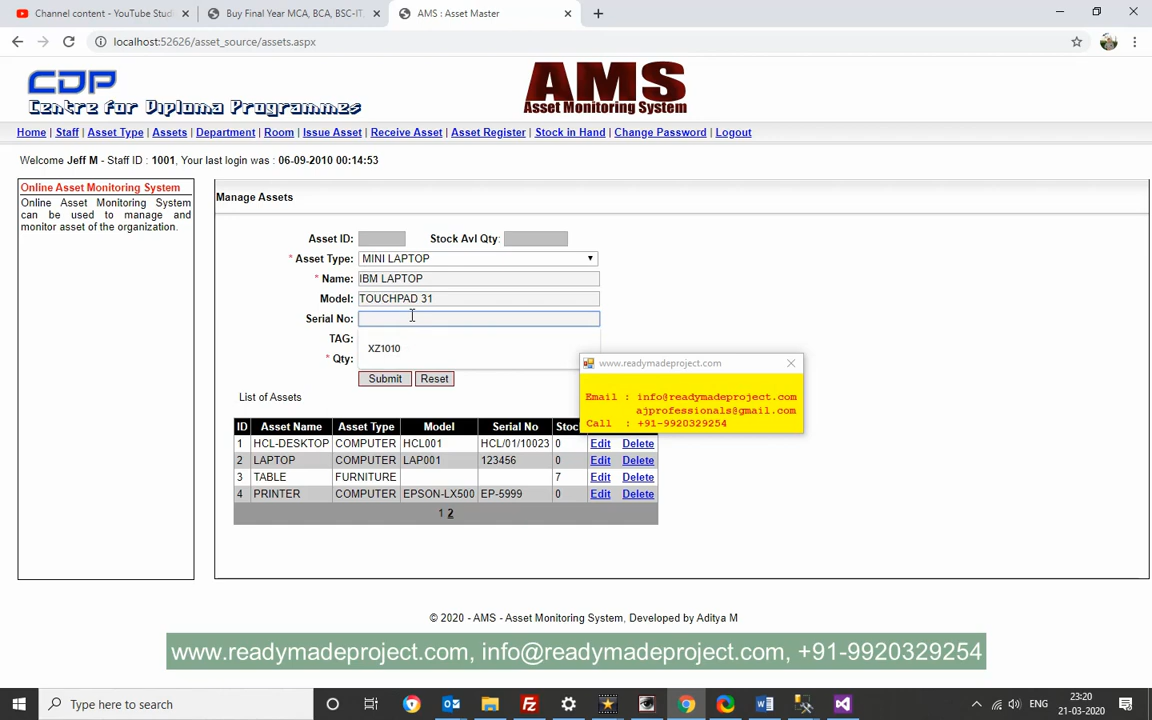 Channel content - YouTube Stud
Buy Final Year MCA, BCA, BSC-IT,
AMS : Asset Master
localhost:52626/asset_source/assets.aspx
CDP
Centre for Diploma Programmes
AMS
Asset Monitoring System
Home | Staff | Asset Type | Assets | Department | Room | Issue Asset | Receive Asset | Asset Register | Stock in Hand | Change Password | Logout
Welcome Jeff M - Staff ID : 1001, Your last login was : 06-09-2010 00:14:53
Online Asset Monitoring System
Online Asset Monitoring System
can be used to manage and
monitor asset of the organization.
Manage Assets
Asset ID: Stock Avl Qty:
* Asset Type: MINI LAPTOP
* Name: IBM LAPTOP
Model: TOUCHPAD 31
Serial No:
TAG:
XZ1010
* Qty:
Submit Reset
www.readymadeproject.com
Email : info@readymadeproject.com
ajprofessionals@gmail.com
Call : +91-9920329254
List of Assets
ID Asset Name Asset Type Model Serial No Stoc
1 HCL-DESKTOP COMPUTER HCL001 HCL/01/10023 0 Edit Delete
2 LAPTOP COMPUTER LAP001 123456 0 Edit Delete
3 TABLE FURNITURE 7 Edit Delete
4 PRINTER COMPUTER EPSON-LX500 EP-5999 0 Edit Delete
1 2
© 2020 - AMS - Asset Monitoring System, Developed by Aditya M
www.readymadeproject.com, info@readymadeproject.com, +91-9920329254
Type here to search
ENG
23:20
21-03-2020